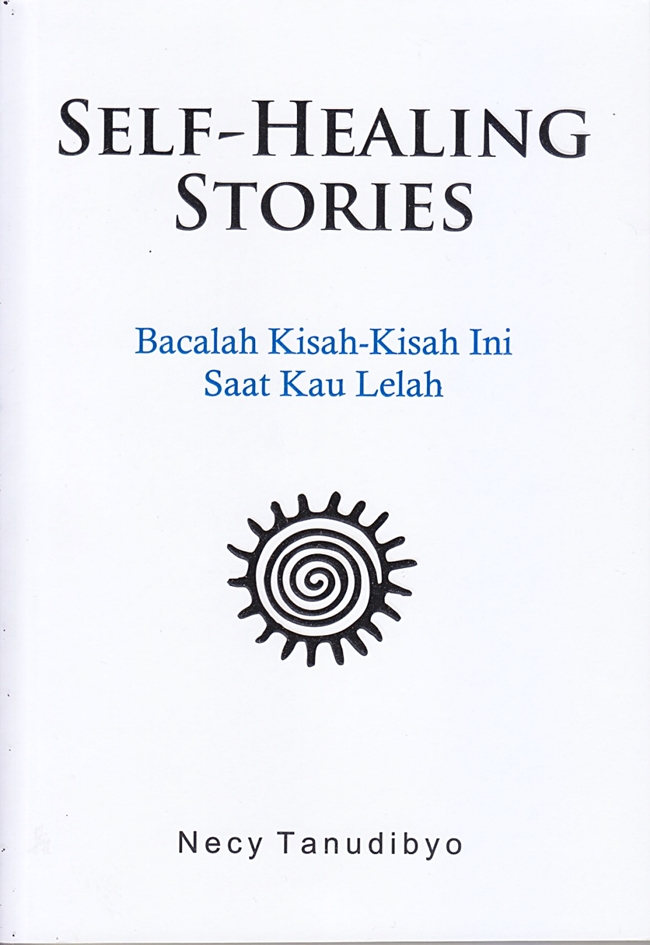 SELF-HEALING
STORIES
Bacalah Kisah-Kisah Ini
Saat Kau Lelah
Necy Tanudibyo